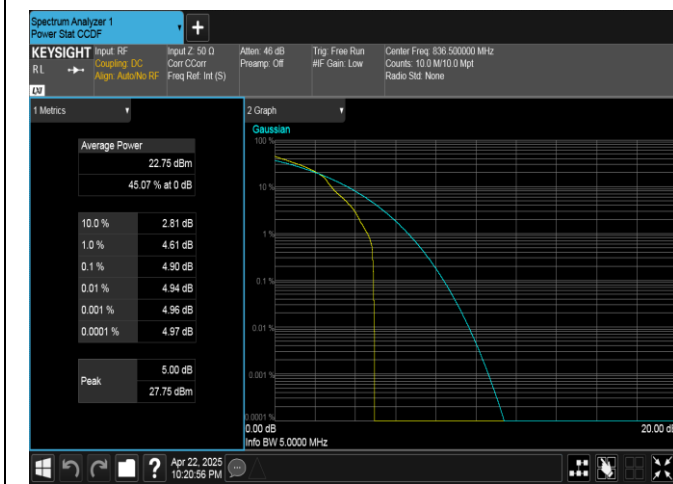 Spectrum Analyzer 1
Power Stat CCDF
+
KEYSIGHT
R L
LXI
Input: RF
Coupling: DC
Align: Auto/No RF
Input Z: 50 Ω
Corr CCorr
Freq Ref: Int (S)
Atten: 46 dB
Preamp: Off
Trig: Free Run
#IF Gain: Low
Center Freq: 836.500000 MHz
Counts: 10.0 M/10.0 Mpt
Radio Std: None
1 Metrics
Average Power
22.75 dBm
45.07 % at 0 dB
10.0 % 2.81 dB
1.0 % 4.61 dB
0.1 % 4.90 dB
0.01 % 4.94 dB
0.001 % 4.96 dB
0.0001 % 4.97 dB
Peak
5.00 dB
27.75 dBm
2 Graph
Gaussian
100 %
10 %
1 %
0.1 %
0.01 %
0.001 %
0.0001 %
0.00 dB
20.00 dB
Info BW 5.0000 MHz
?
Apr 22, 2025
10:20:56 PM